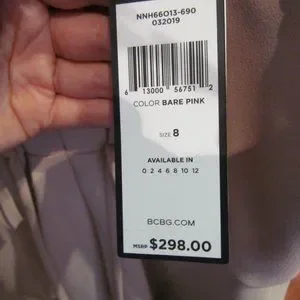 NNH66O13-690
032019
6 13000 56751 2
COLOR BARE PINK
SIZE 8
AVAILABLE IN
0 2 4 6 8 10 12
BCBG.COM
MSRP $298.00